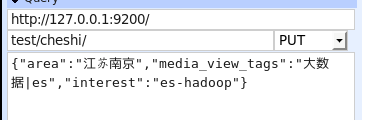 Query
http://127.0.0.1:9200/
test/cheshi/ PUT
{"area":"江苏南京","media_view_tags":"大数
据|es","interest":"es-hadoop"}